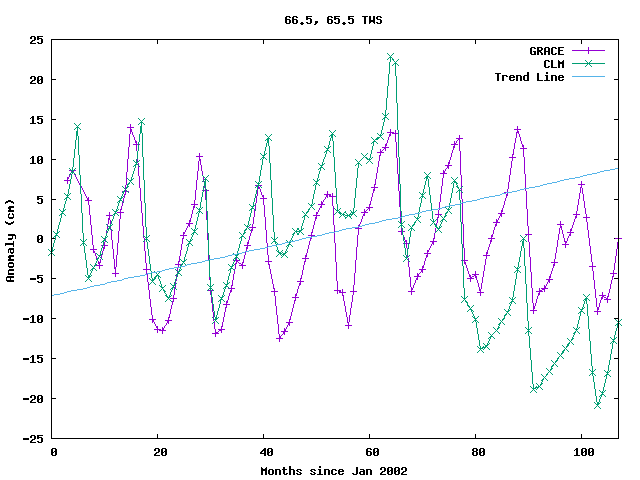 66.5, 65.5 TWS
GRACE
CLM
Trend Line
25
20
15
10
5
0
-5
-10
-15
-20
-25
Anomaly (cm)
0 20 40 60 80 100
Months since Jan 2002